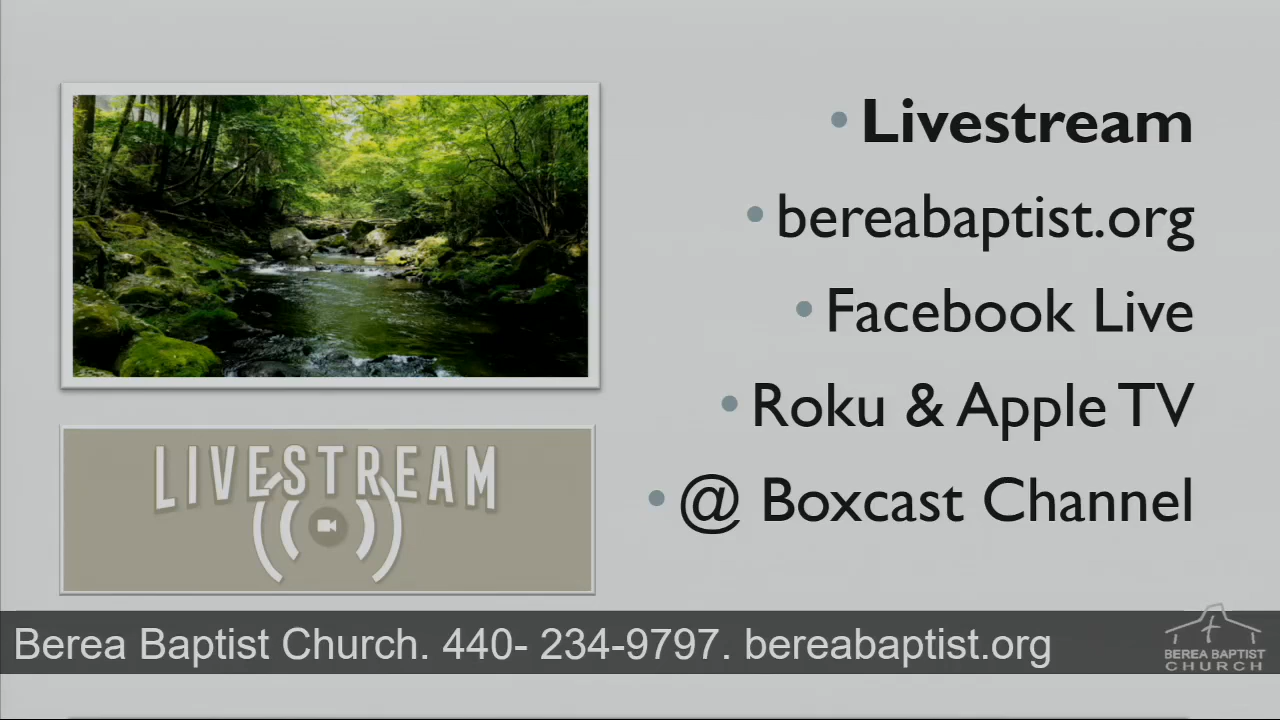 • Livestream
• bereabaptist.org
• Facebook Live
• Roku & Apple TV
• @ Boxcast Channel
LIVESTREAM
Berea Baptist Church. 440- 234-9797. bereabaptist.org
BEREA BAPTIST
CHURCH